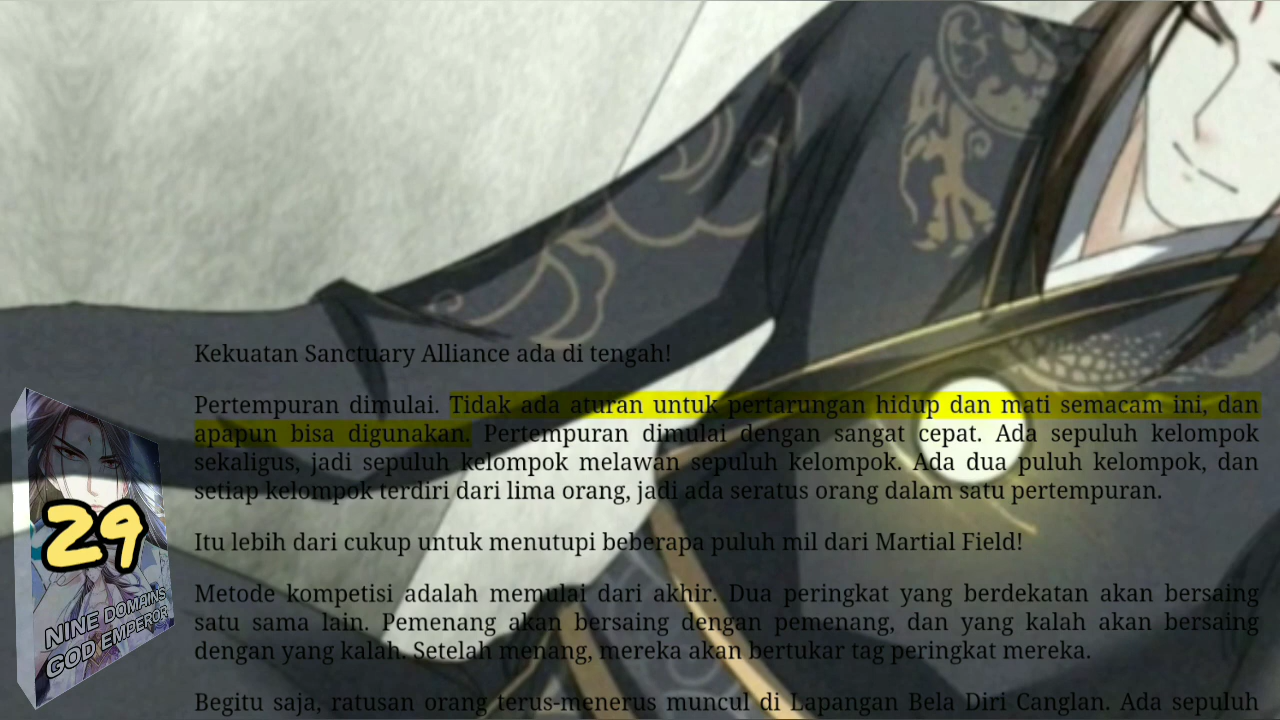 Kekuatan Sanctuary Alliance ada di tengah!
Pertempuran dimulai. Tidak ada aturan untuk pertarungan hidup dan mati semacam ini, dan
apapun bisa digunakan. Pertempuran dimulai dengan sangat cepat. Ada sepuluh kelompok
sekaligus, jadi sepuluh kelompok melawan sepuluh kelompok. Ada dua puluh kelompok, dan
setiap kelompok terdiri dari lima orang, jadi ada seratus orang dalam satu pertempuran.
Itu lebih dari cukup untuk menutupi beberapa puluh mil dari Martial Field!
Metode kompetisi adalah memulai dari akhir. Dua peringkat yang berdekatan akan bersaing
satu sama lain. Pemenang akan bersaing dengan pemenang, dan yang kalah akan bersaing
dengan yang kalah. Setelah menang, mereka akan bertukar tag peringkat mereka.
Begitu saja, ratusan orang terus-menerus muncul di Lapangan Bela Diri Canglan. Ada sepuluh
29
NINE DOMAINS
GOD EMPEROR